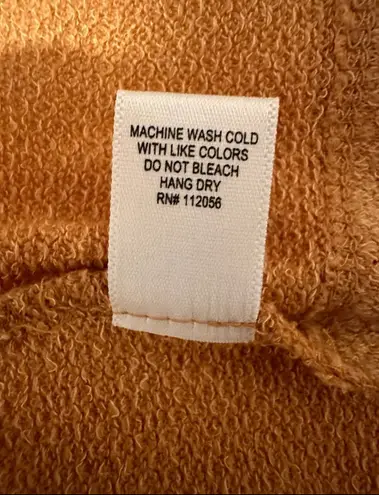 MACHINE WASH COLD
WITH LIKE COLORS
DO NOT BLEACH
HANG DRY
RN# 112056